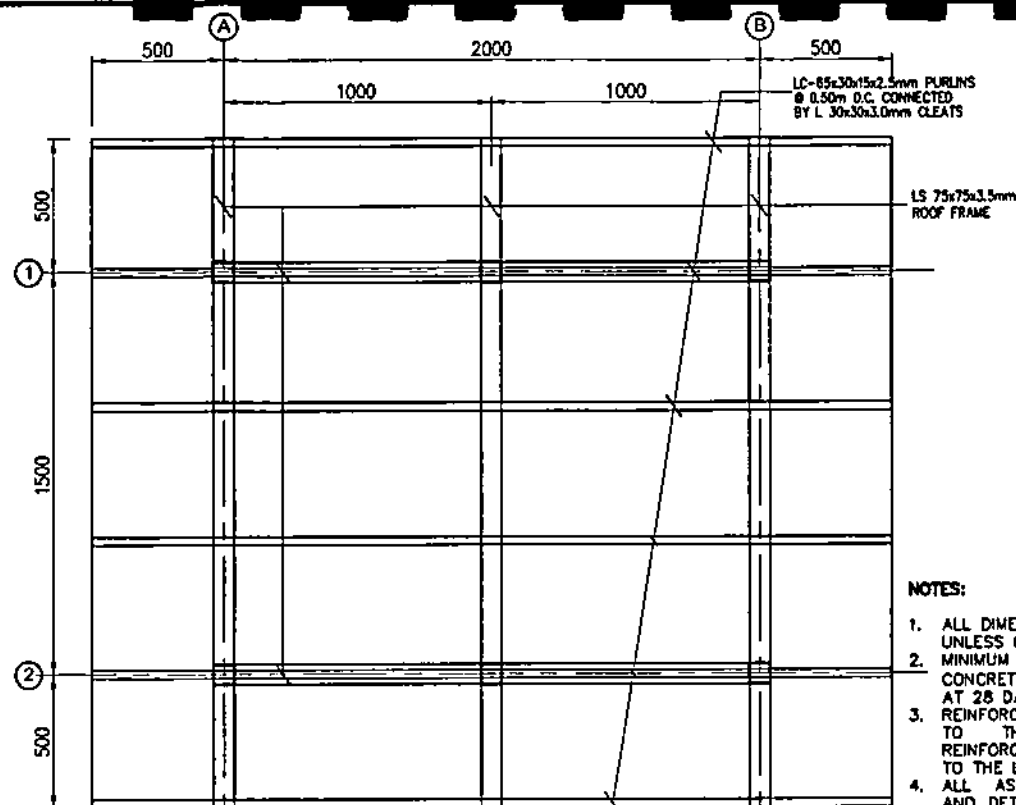 A
B
500
2000
500
1000
1000
LC-65x30x15x2.5mm PURLINS
@ 0.50m O.C. CONNECTED
BY L 30x30x3.0mm CLEATS
500
LS 75x75x3.5mm
ROOF FRAME
1
1500
2
500
NOTES:
1. ALL DIME
UNLESS
2. MINIMUM
CONCRET
AT 28 DA
3. REINFORC
TO TH
REINFORC
TO THE
4. ALL AS
AND DET